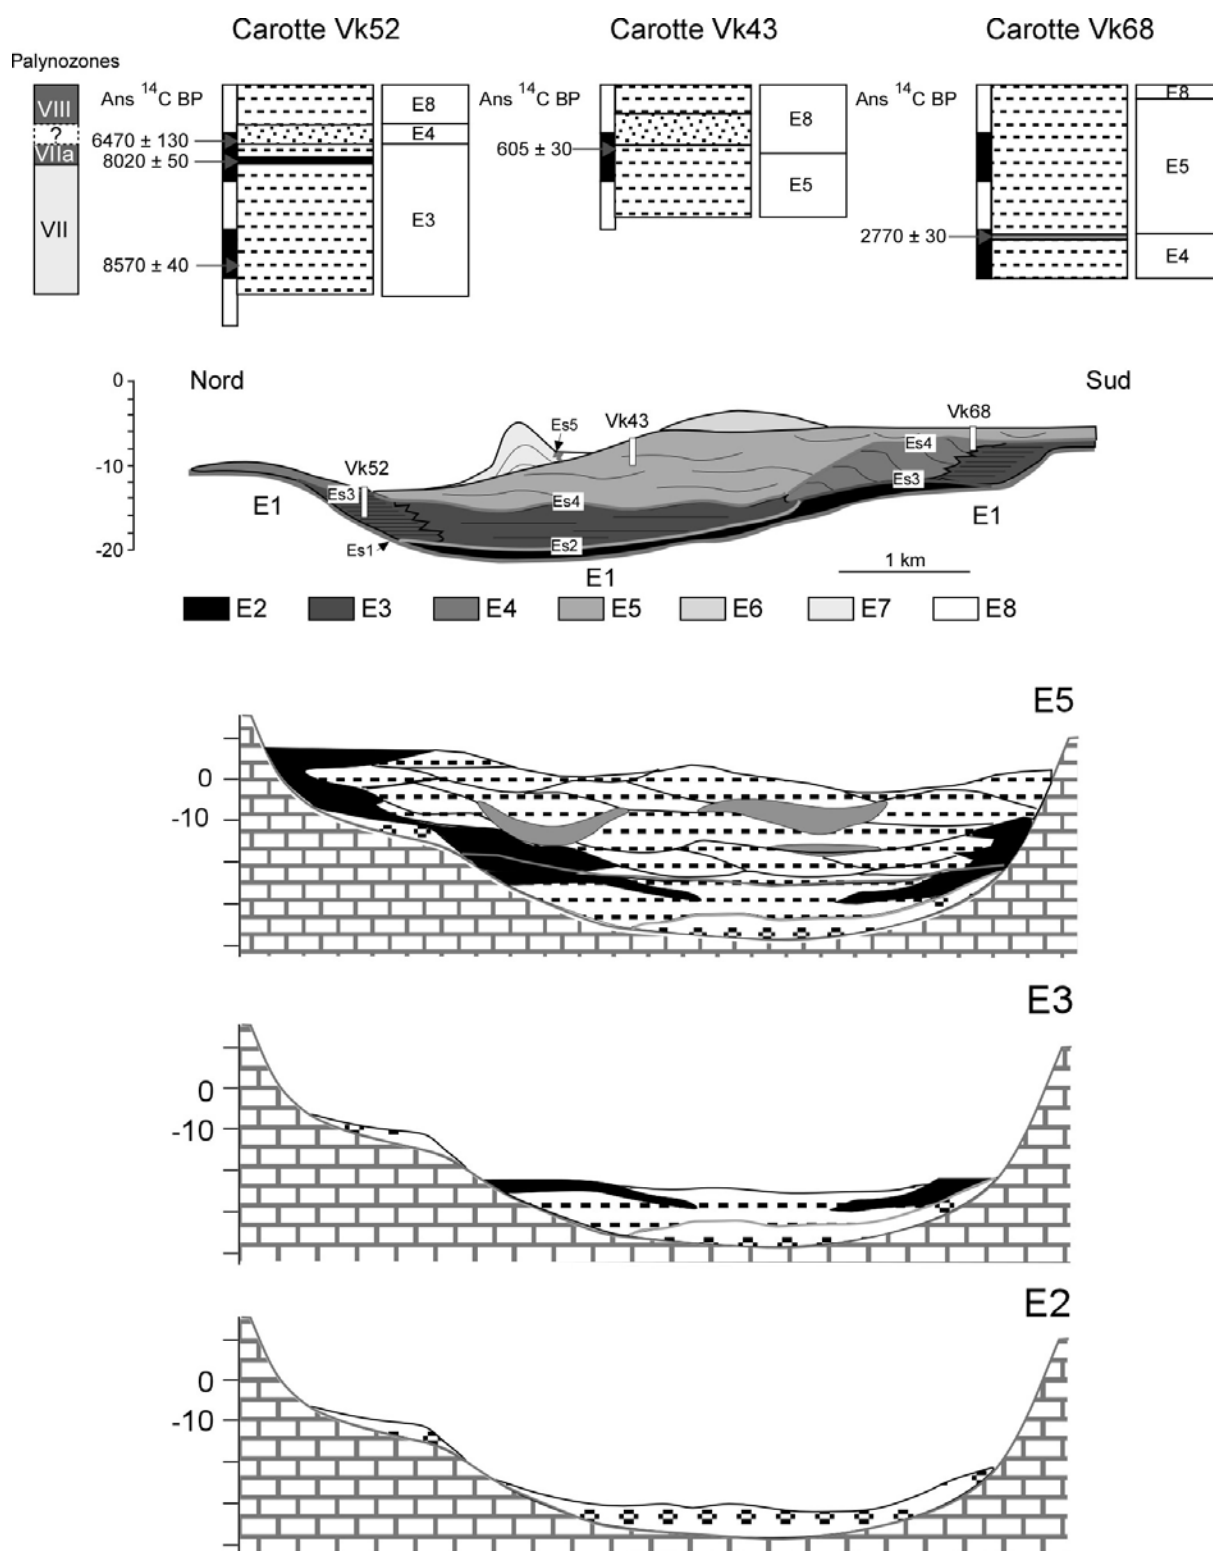 Carotte Vk52 Carotte Vk43 Carotte Vk68
Palynozones
Ans 14C BP Ans 14C BP Ans 14C BP
VIII
?
VIIa
VII
6470 ± 130
8020 ± 50
8570 ± 40
E8
E4
E3
605 ± 30
E8
E5
2770 ± 30
E8
E5
E4
Nord Sud
0
-10
-20
Vk52
Vk43
Vk68
Es5
Es4
Es3
Es3
Es4
Es1
Es2
E1
E1
E1
1 km
E2 E3 E4 E5 E6 E7 E8
E5
0
-10
E3
0
-10
E2
0
-10